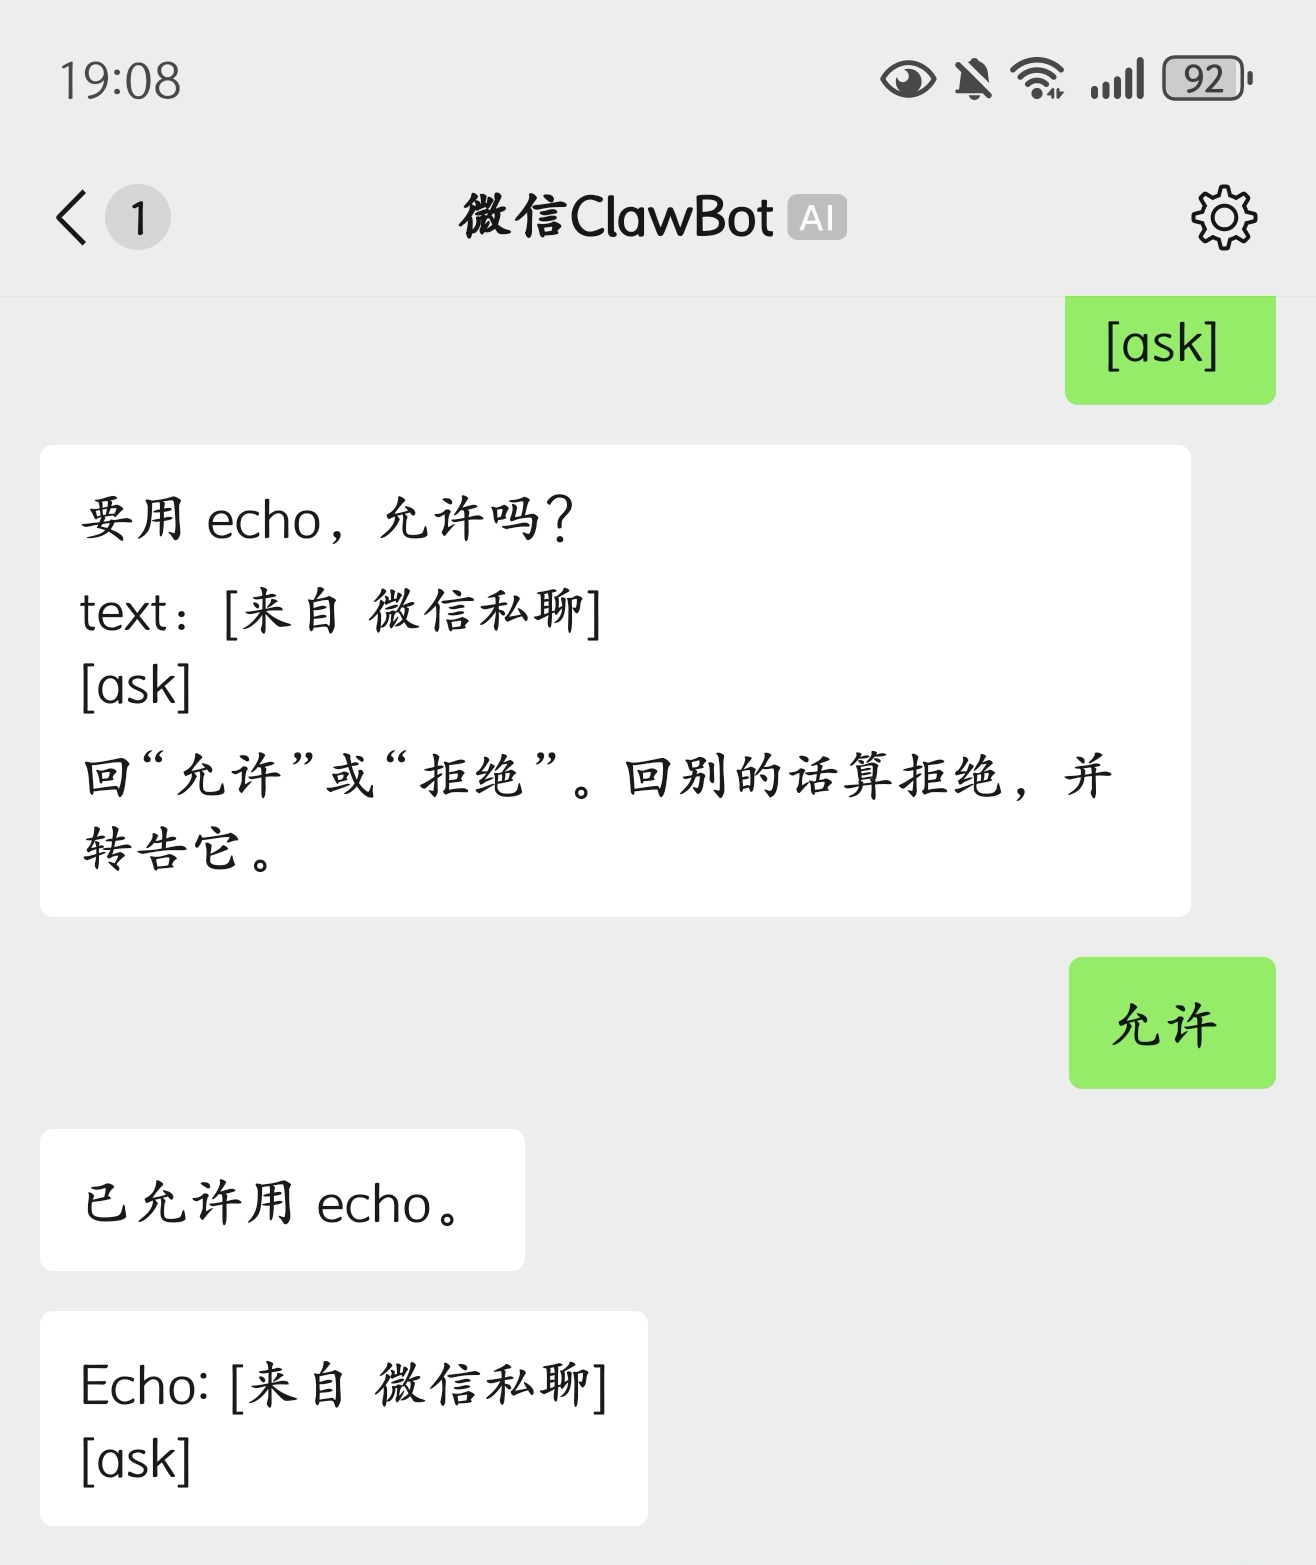 19:08
92
1
微信ClawBot AI
[ask]
要用 echo，允许吗？
text：[来自 微信私聊]
[ask]
回“允许”或“拒绝”。回别的话算拒绝，并
转告它。
允许
已允许用 echo。
Echo: [来自 微信私聊]
[ask]